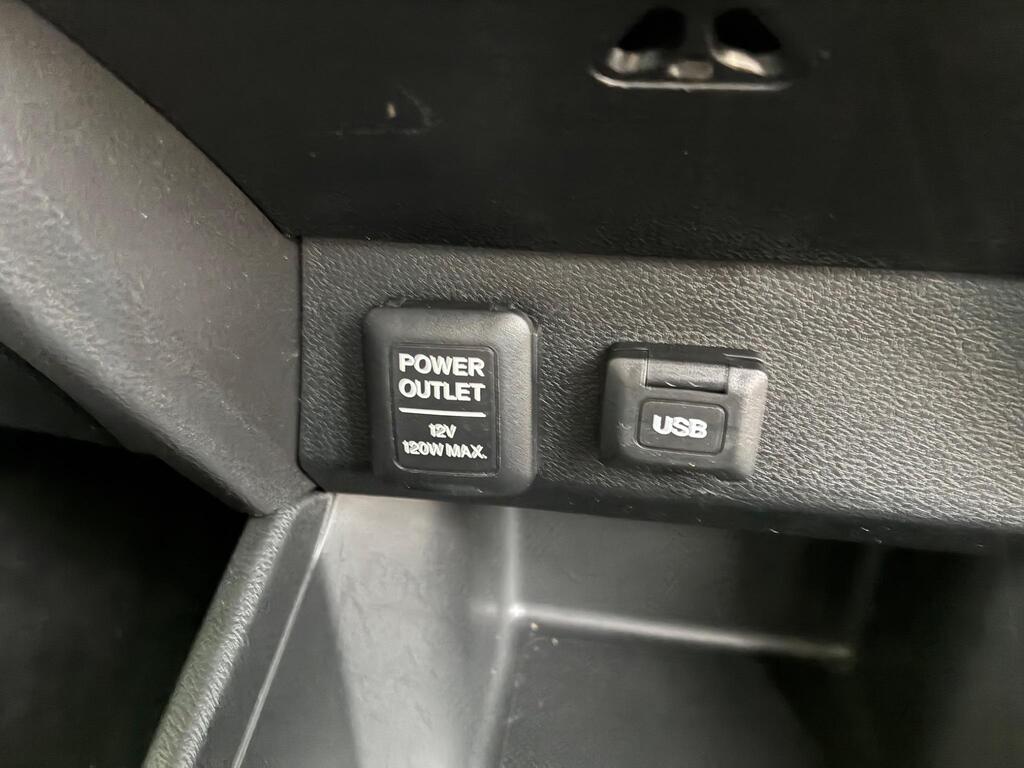 POWER
OUTLET
12V
120W MAX.
USB